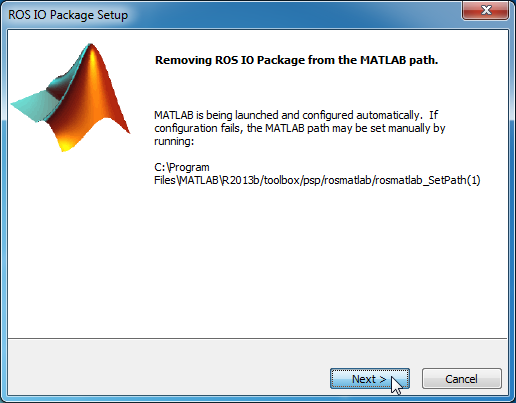 ROS IO Package Setup
Removing ROS IO Package from the MATLAB path.
MATLAB is being launched and configured automatically.  If
configuration fails, the MATLAB path may be set manually by
running:
C:\Program
Files\MATLAB\R2013b/toolbox/psp/rosmatlab/rosmatlab_SetPath(1)
Next >
Cancel